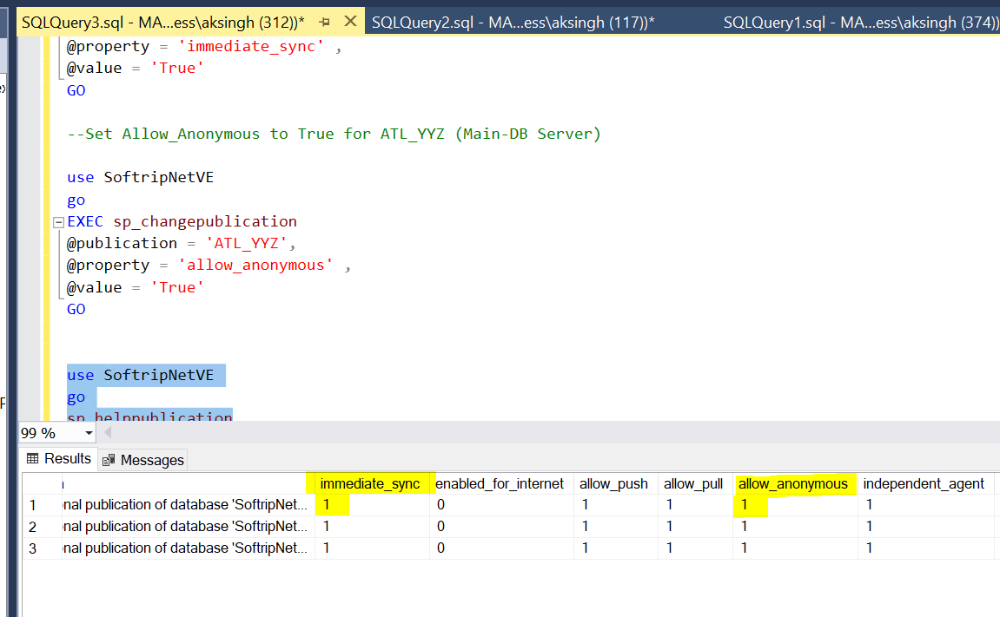 SQLQuery3.sql - MA...ess\aksingh (312))* SQLQuery2.sql - MA...ess\aksingh (117))* SQLQuery1.sql - MA...ess\aksingh (374))
@property = 'immediate_sync' ,
@value = 'True'
GO
--Set Allow_Anonymous to True for ATL_YYZ (Main-DB Server)
use SoftripNetVE
go
EXEC sp_changepublication
@publication = 'ATL_YYZ',
@property = 'allow_anonymous' ,
@value = 'True'
GO
use SoftripNetVE
go
sp_helppublication
99 %
Results Messages
immediate_sync enabled_for_internet allow_push allow_pull allow_anonymous independent_agent
1 onal publication of database 'SoftripNet... 1 0 1 1 1 1
2 onal publication of database 'SoftripNet... 1 0 1 1 1 1
3 onal publication of database 'SoftripNet... 1 0 1 1 1 1